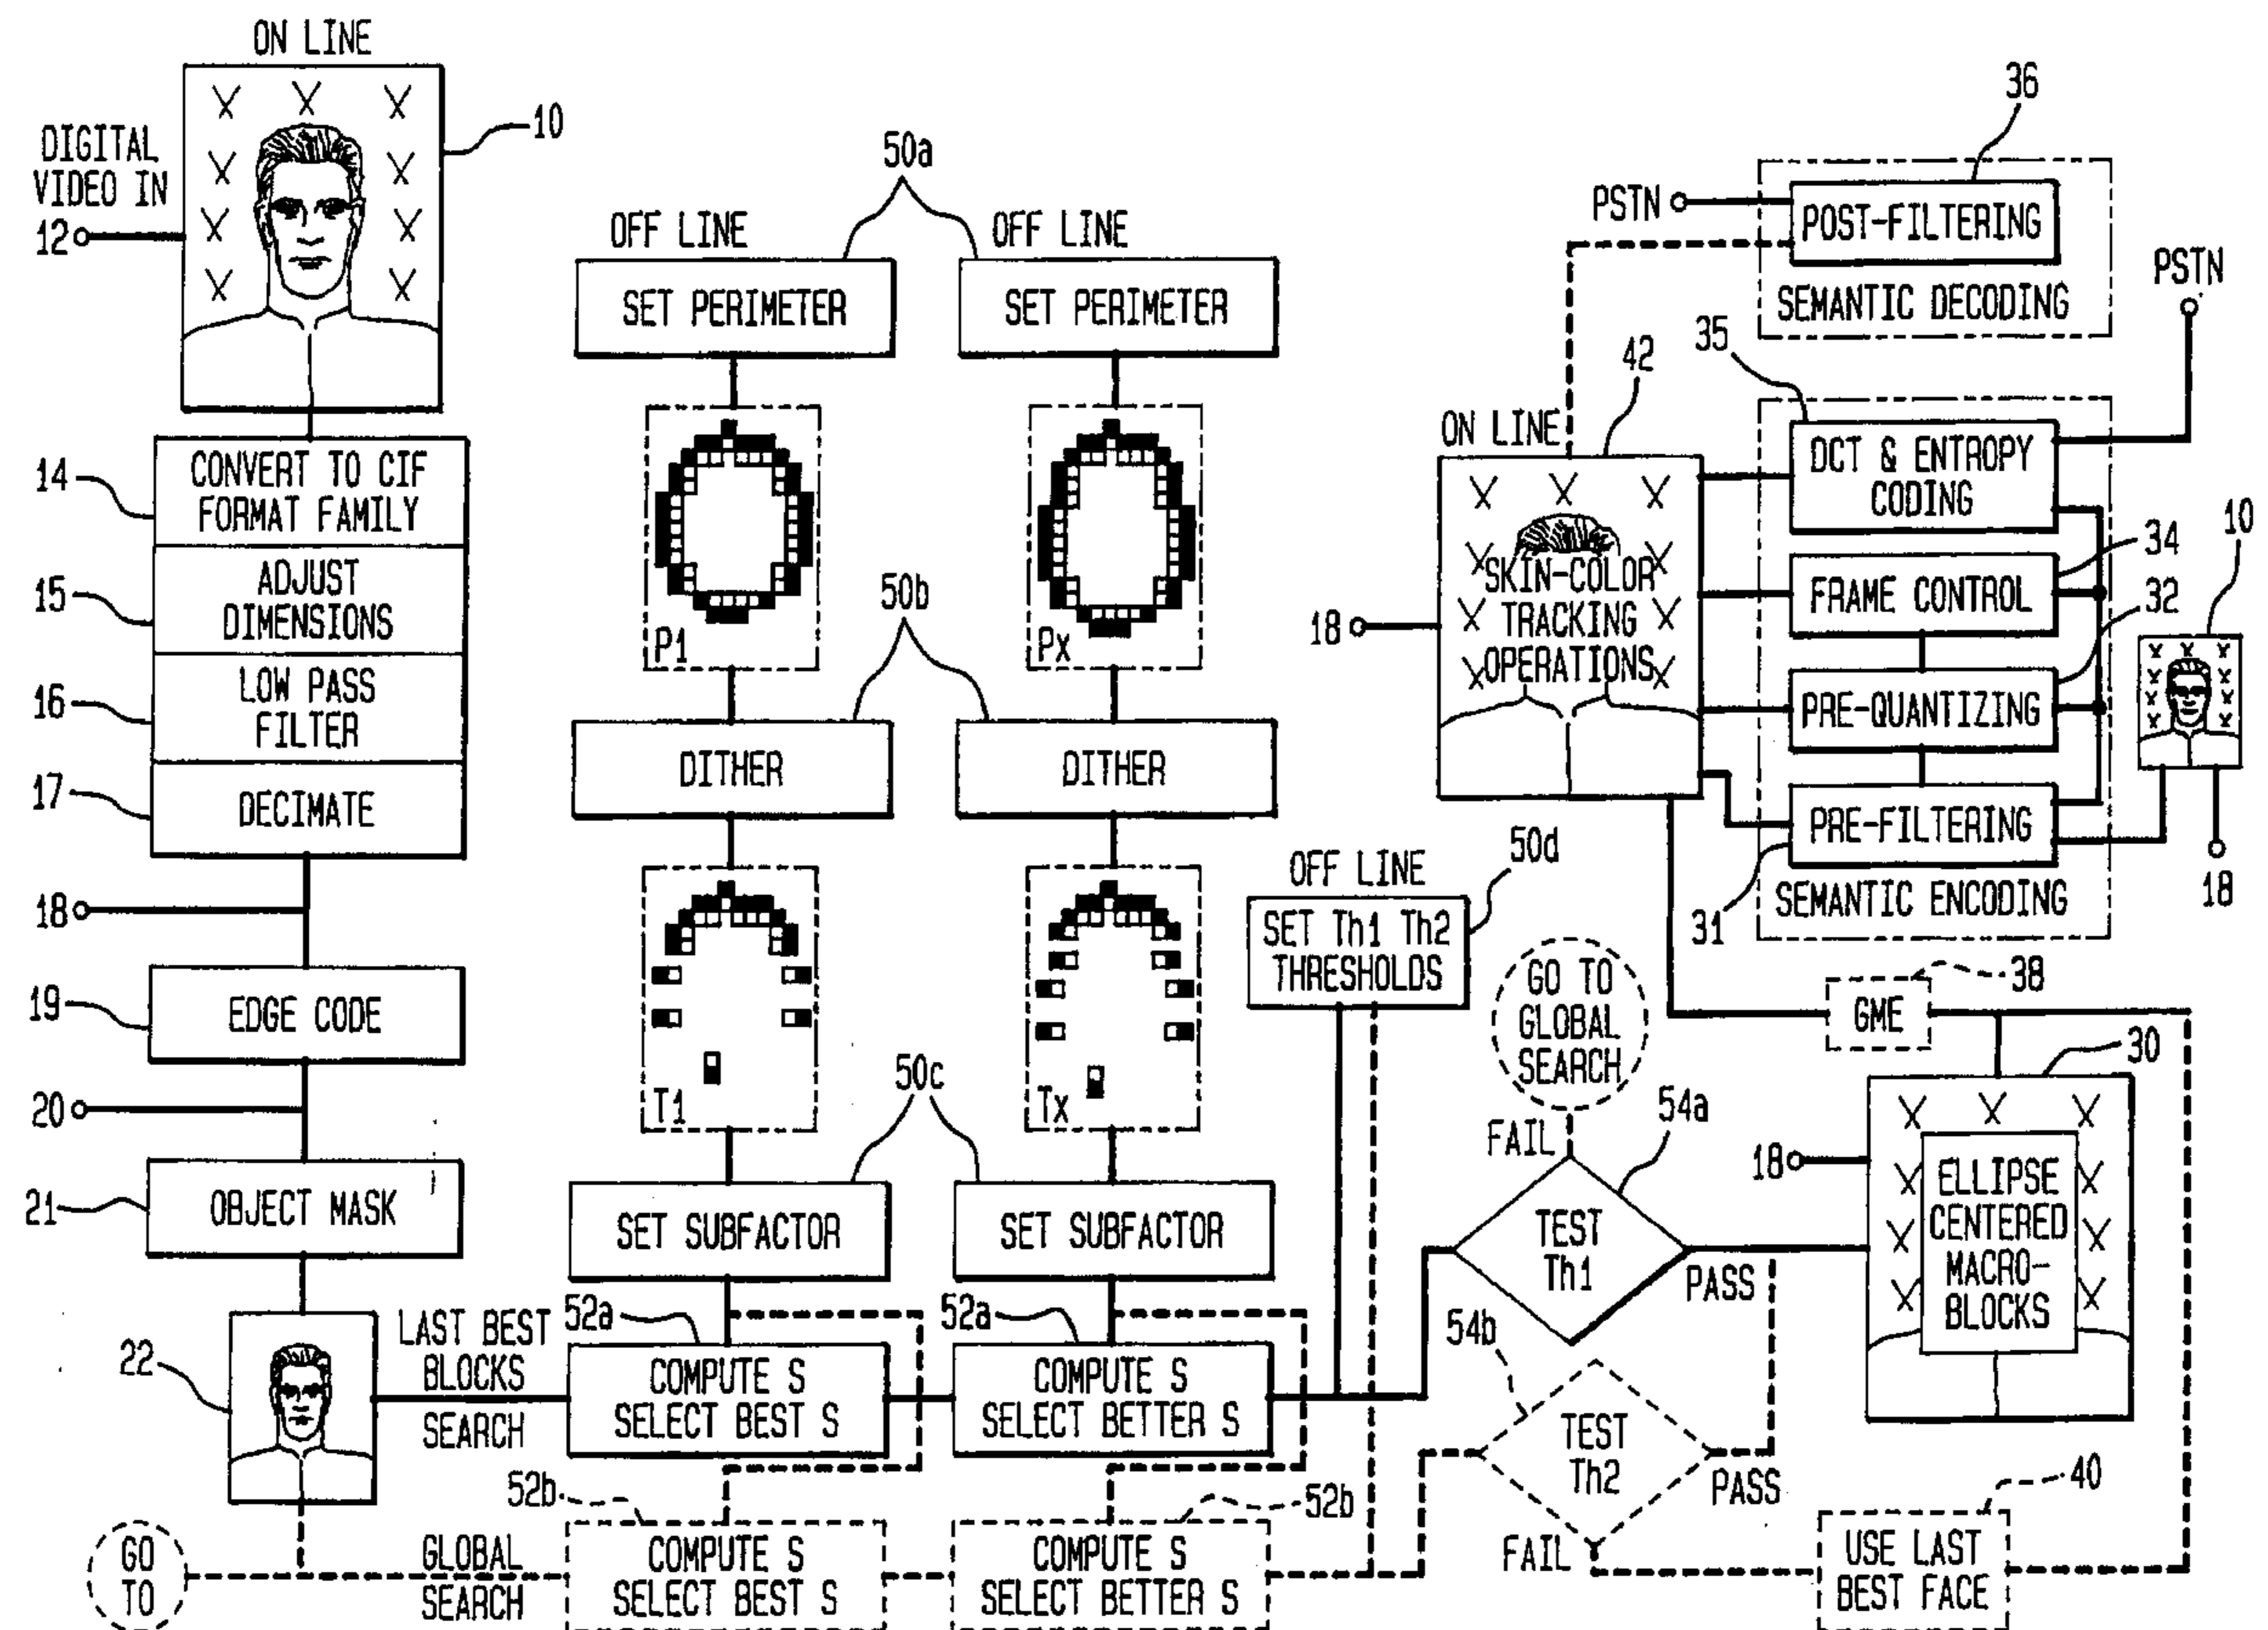 ON LINE
DIGITAL
VIDEO IN
12
10
14
CONVERT TO CIF
FORMAT FAMILY
15
ADJUST
DIMENSIONS
16
LOW PASS
FILTER
17
DECIMATE
18
19
EDGE CODE
20
21
OBJECT MASK
22
LAST BEST
BLOCKS
SEARCH
GO
TO
GLOBAL
SEARCH
50a
OFF LINE
OFF LINE
SET PERIMETER
SET PERIMETER
P1
Px
50b
DITHER
DITHER
T1
Tx
50c
SET SUBFACTOR
SET SUBFACTOR
52a
52a
COMPUTE S
SELECT BEST S
COMPUTE S
SELECT BETTER S
52b
52b
COMPUTE S
SELECT BEST S
COMPUTE S
SELECT BETTER S
OFF LINE
50d
SET Th1 Th2
THRESHOLDS
GO TO
GLOBAL
SEARCH
FAIL
54a
TEST
Th1
PASS
54b
TEST
Th2
PASS
FAIL
40
USE LAST
BEST FACE
36
PSTN
POST-FILTERING
SEMANTIC DECODING
PSTN
35
42
ON LINE
DCT & ENTROPY
CODING
34
FRAME CONTROL
32
PRE-QUANTIZING
PRE-FILTERING
31
SEMANTIC ENCODING
10
18
18
SKIN-COLOR
TRACKING
OPERATIONS
38
GME
30
18
ELLIPSE
CENTERED
MACRO-
BLOCKS